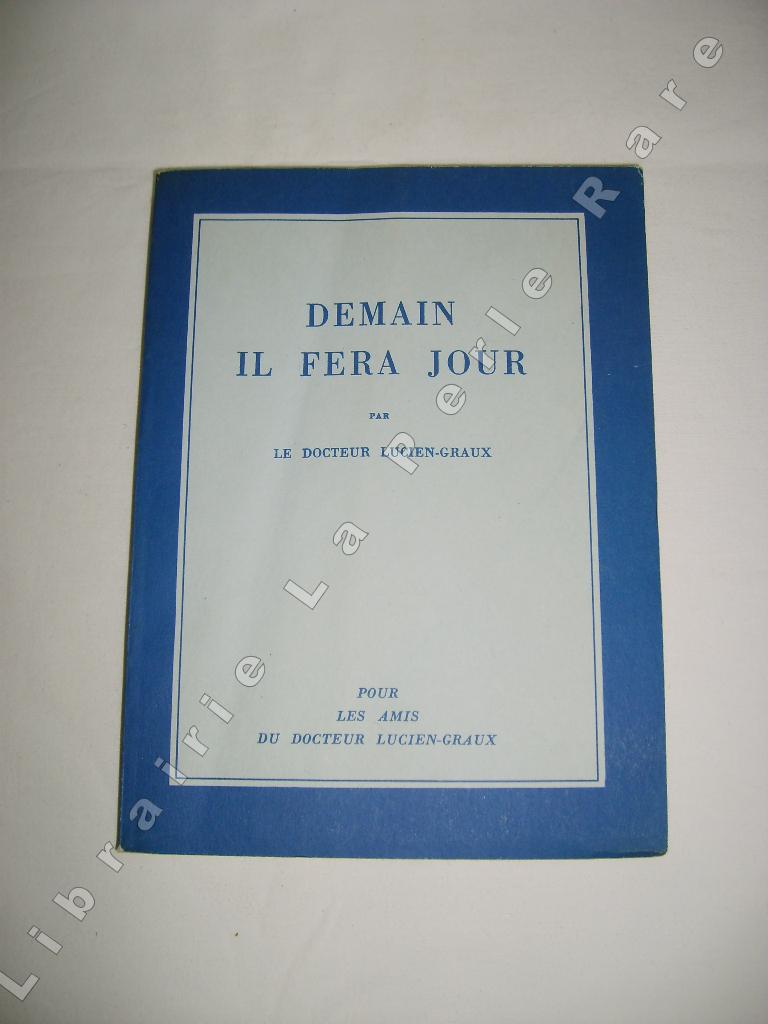 DEMAIN
IL FERA JOUR
PAR
LE DOCTEUR LUCIEN-GRAUX
POUR
LES AMIS
DU DOCTEUR LUCIEN-GRAUX
Librairie La Perle Rare